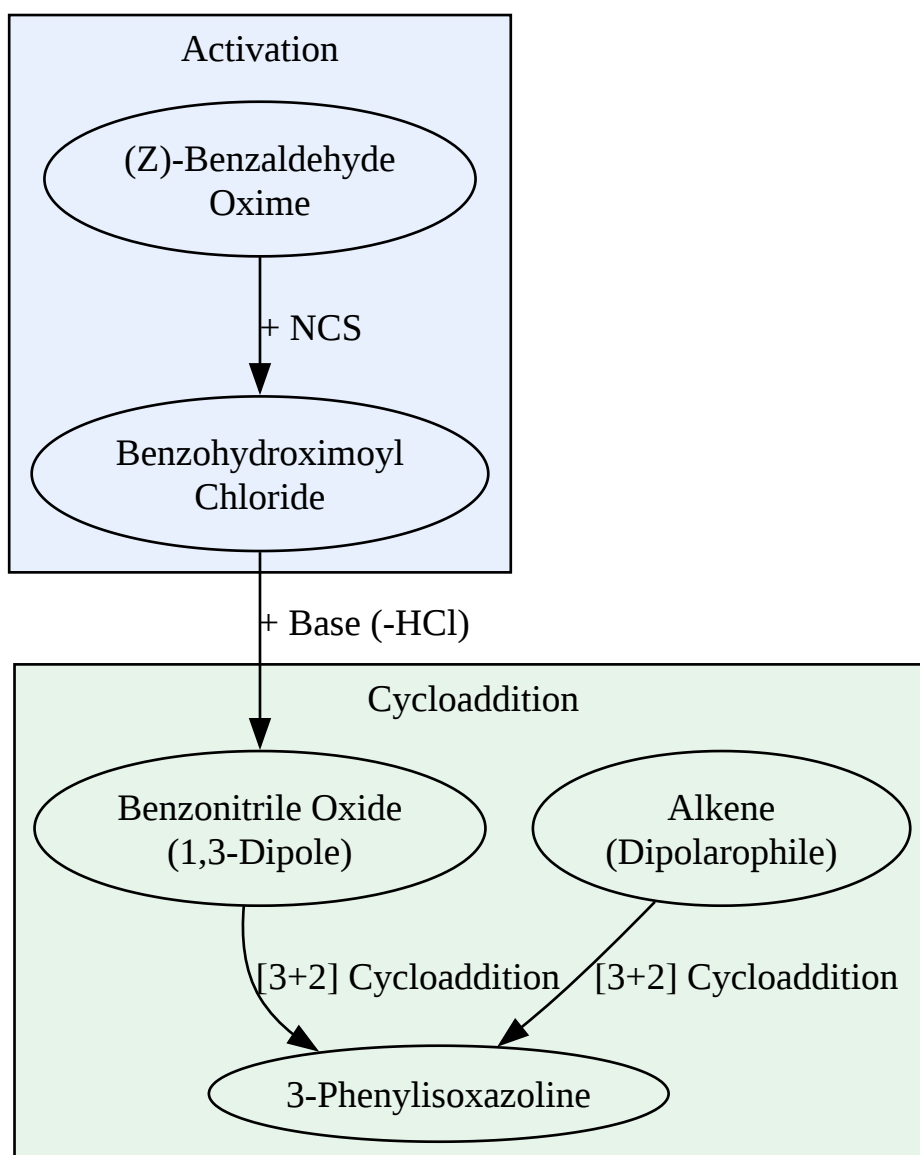 Activation
(Z)-Benzaldehyde
Oxime
+ NCS
Benzohydroximoyl
Chloride
+ Base (-HCl)
Cycloaddition
Benzonitrile Oxide
(1,3-Dipole)
Alkene
(Dipolarophile)
[3+2] Cycloaddition
[3+2] Cycloaddition
3-Phenylisoxazoline